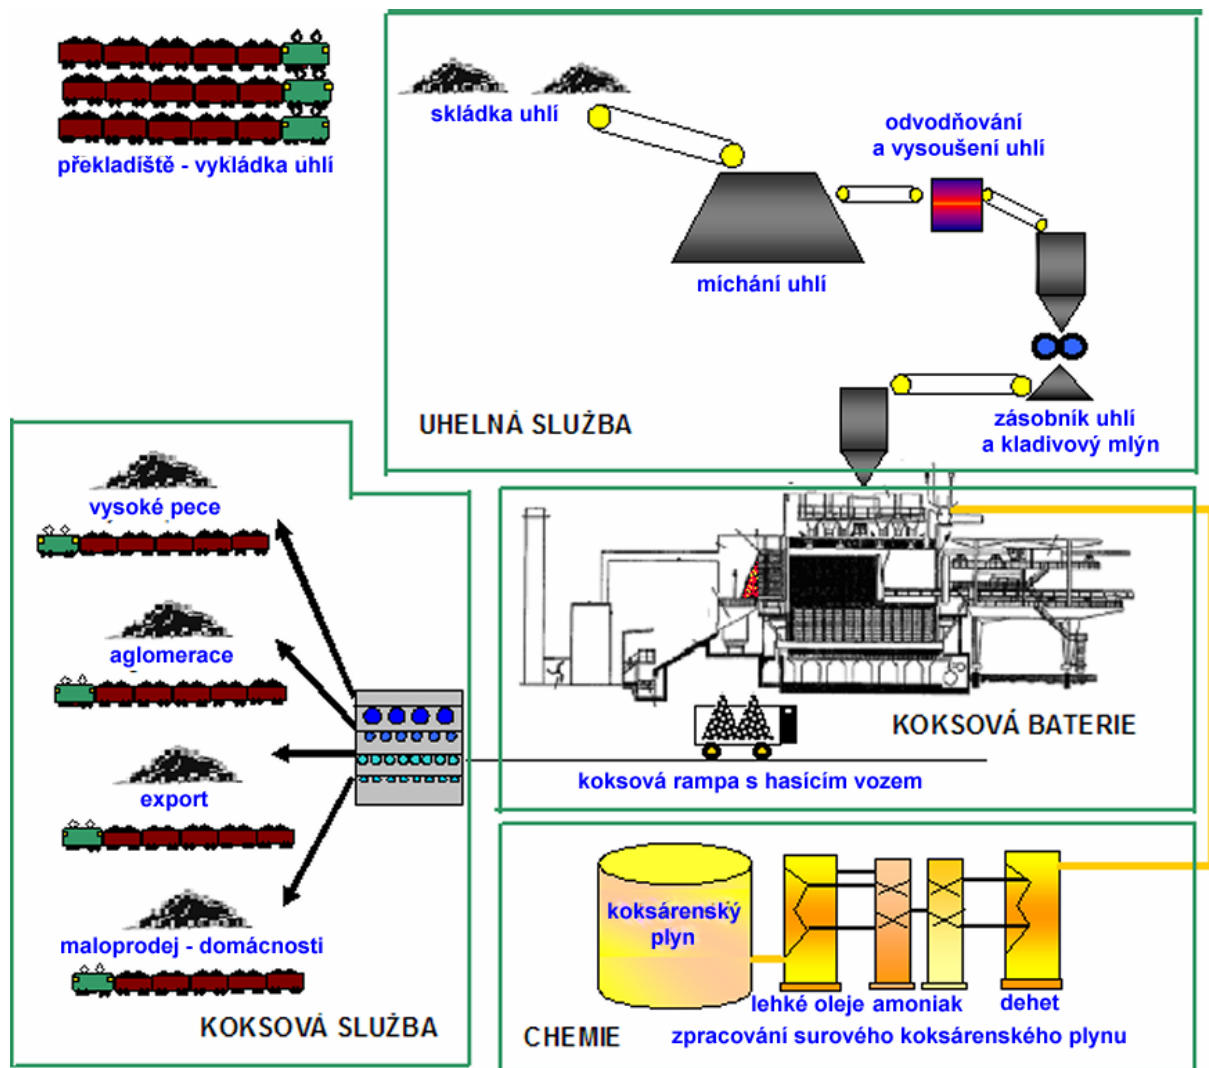 překladíště - vykládka uhlí
skládka uhlí
odvodňování
a vysoušení uhlí
míchání uhlí
zásobník uhlí
a kladivový mlýn
UHELNÁ SLUŽBA
vysoké pece
aglomerace
export
maloprodej - domácnosti
KOKSOVÁ SLUŽBA
KOKSOVÁ BATERIE
koksová rampa s hasícím vozem
koksárenský
plyn
lehké oleje amoniak dehet
CHEMIE zpracování surového koksárenského plynu